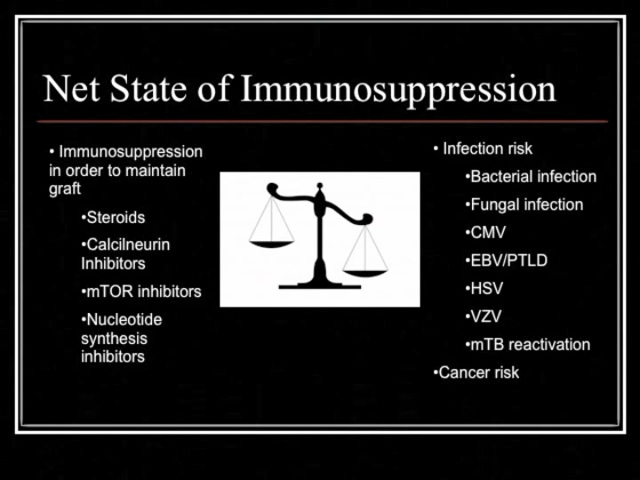 Net State of Immunosuppression
• Immunosuppression
in order to maintain
graft
•Steroids
•Calcilneurin
Inhibitors
•mTOR inhibitors
•Nucleotide
synthesis
inhibitors
• Infection risk
•Bacterial infection
•Fungal infection
•CMV
•EBV/PTLD
•HSV
•VZV
•mTB reactivation
•Cancer risk